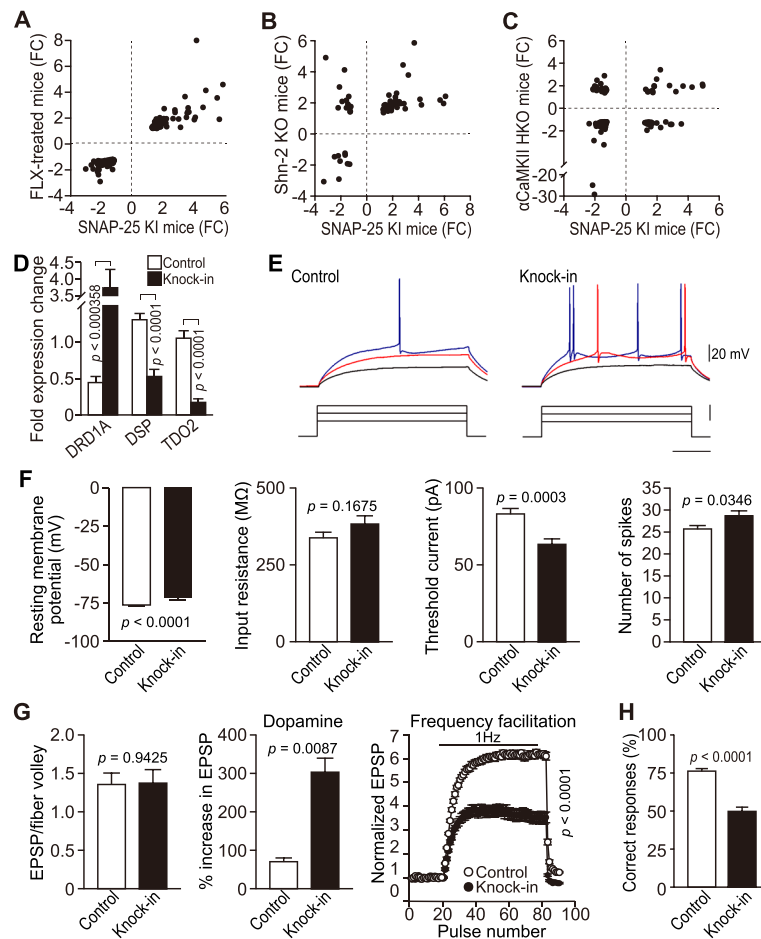 A
FLX-treated mice (FC)
8
6
4
2
0
-2
-4
-4
-2
0
2
4
6
SNAP-25 KI mice (FC)
B
Shn-2 KO mice (FC)
6
4
2
0
-2
-4
-4
-2
0
2
4
6
8
SNAP-25 KI mice (FC)
C
αCaMKII HKO mice (FC)
6
4
2
0
-2
-20
-30
-4
-2
0
2
4
6
SNAP-25 KI mice (FC)
D
Fold expression change
4.5
4.0
3.5
1.0
0.5
0
Control
Knock-in
p < 0.000358
p < 0.0001
p < 0.0001
DRD1A
DSP
TDO2
E
Control
Knock-in
20 mV
F
Resting membrane
potential (mV)
0
-25
-50
-75
-100
p < 0.0001
Control
Knock-in
Input resistance (MΩ)
500
250
0
p = 0.1675
Control
Knock-in
Threshold current (pA)
100
50
0
p = 0.0003
Control
Knock-in
Number of spikes
35
30
25
20
15
10
5
0
p = 0.0346
Control
Knock-in
G
EPSP/fiber volley
2.0
1.5
1.0
0.5
0
p = 0.9425
Control
Knock-in
Dopamine
% increase in EPSP
400
300
200
100
0
p = 0.0087
Control
Knock-in
Frequency facilitation
1Hz
Normalized EPSP
7
6
5
4
3
2
1
0
Control
Knock-in
p < 0.0001
0
20
40
60
80
100
Pulse number
H
Correct responses (%)
100
75
50
25
0
p < 0.0001
Control
Knock-in